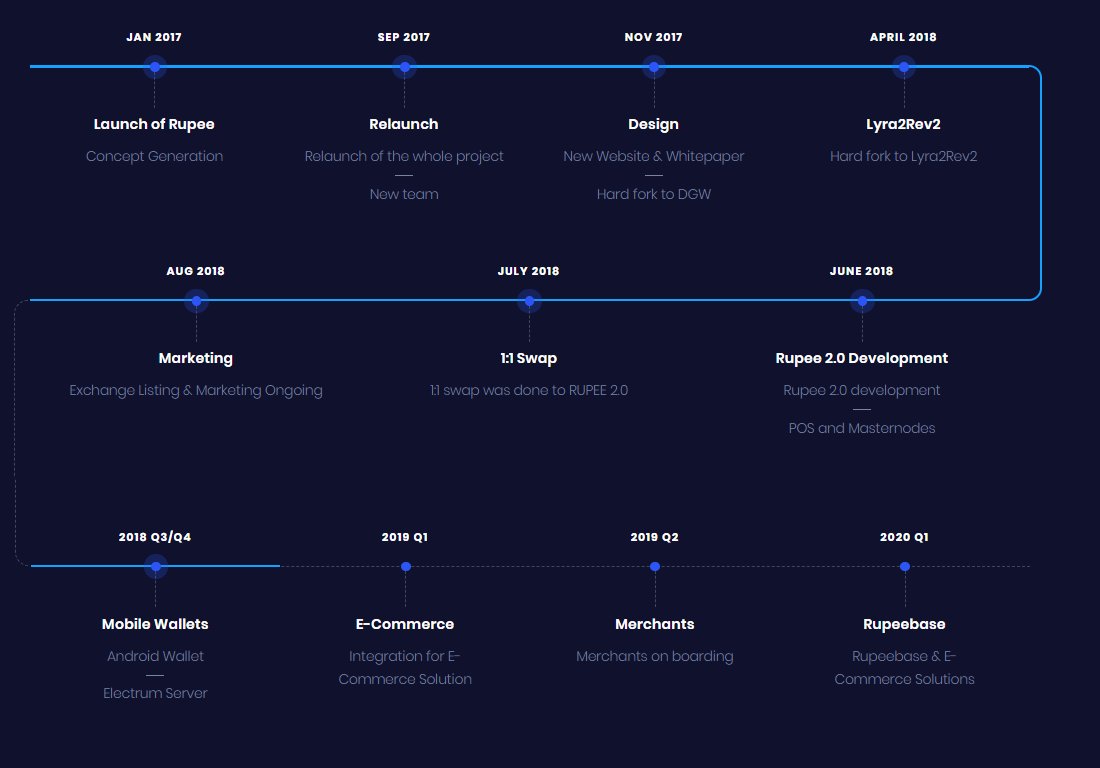 JAN 2017
SEP 2017
NOV 2017
APRIL 2018
Launch of Rupee
Relaunch
Design
Lyra2Rev2
Concept Generation
Relaunch of the whole project
New Website & Whitepaper
Hard fork to Lyra2Rev2
New team
Hard fork to DGW
AUG 2018
JULY 2018
JUNE 2018
Marketing
1:1 Swap
Rupee 2.0 Development
Exchange Listing & Marketing Ongoing
1:1 swap was done to RUPEE 2.0
Rupee 2.0 development
POS and Masternodes
2018 Q3/Q4
2019 Q1
2019 Q2
2020 Q1
Mobile Wallets
E-Commerce
Merchants
Rupeebase
Android Wallet
Integration for E-
Merchants on boarding
Rupeebase & E-
Commerce Solution
Commerce Solutions
Electrum Server